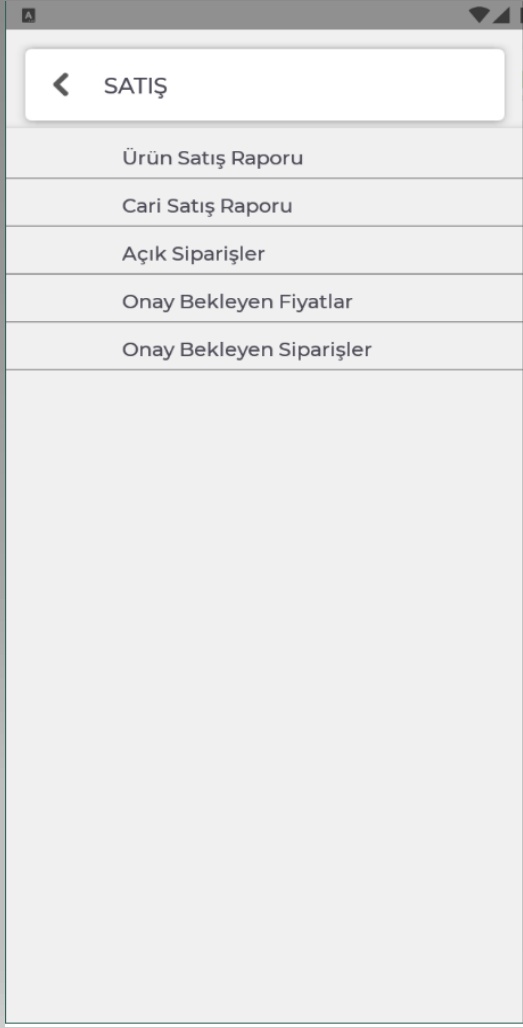 SATIŞ
Ürün Satış Raporu
Cari Satış Raporu
Açık Siparişler
Onay Bekleyen Fiyatlar
Onay Bekleyen Siparişler